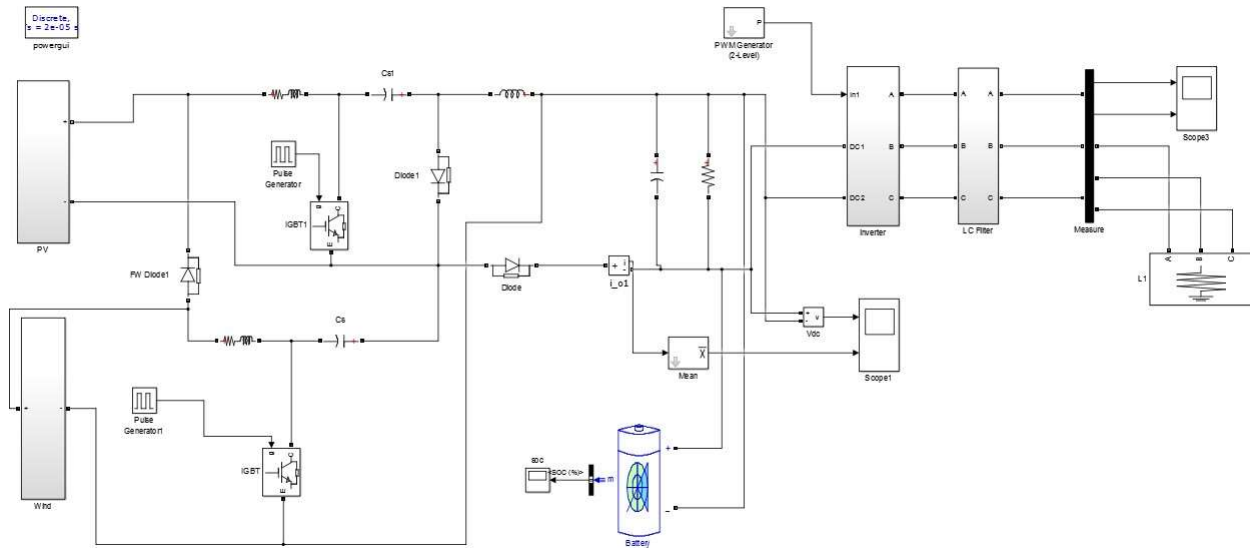 Discrete,
s = 2e-05 s
powergui
PV
+
-
Cs1
+
Pulse
Generator
g
C
E
IGBT1
Diode1
FW Diode1
Diode
+
i
-
i_o1
Cs
+
Wind
+
-
Pulse
Generator1
g
C
E
IGBT
+
+
Mean
X
+
-
v
Vdc
Scope1
SOC
<SOC (%)>
m
+
_
Battery
P
PWM Generator
(2-Level)
In1
DC1
DC2
A
B
C
Inverter
A
B
C
A
B
C
LC Filter
Measure
Scope3
L1
A
B
C